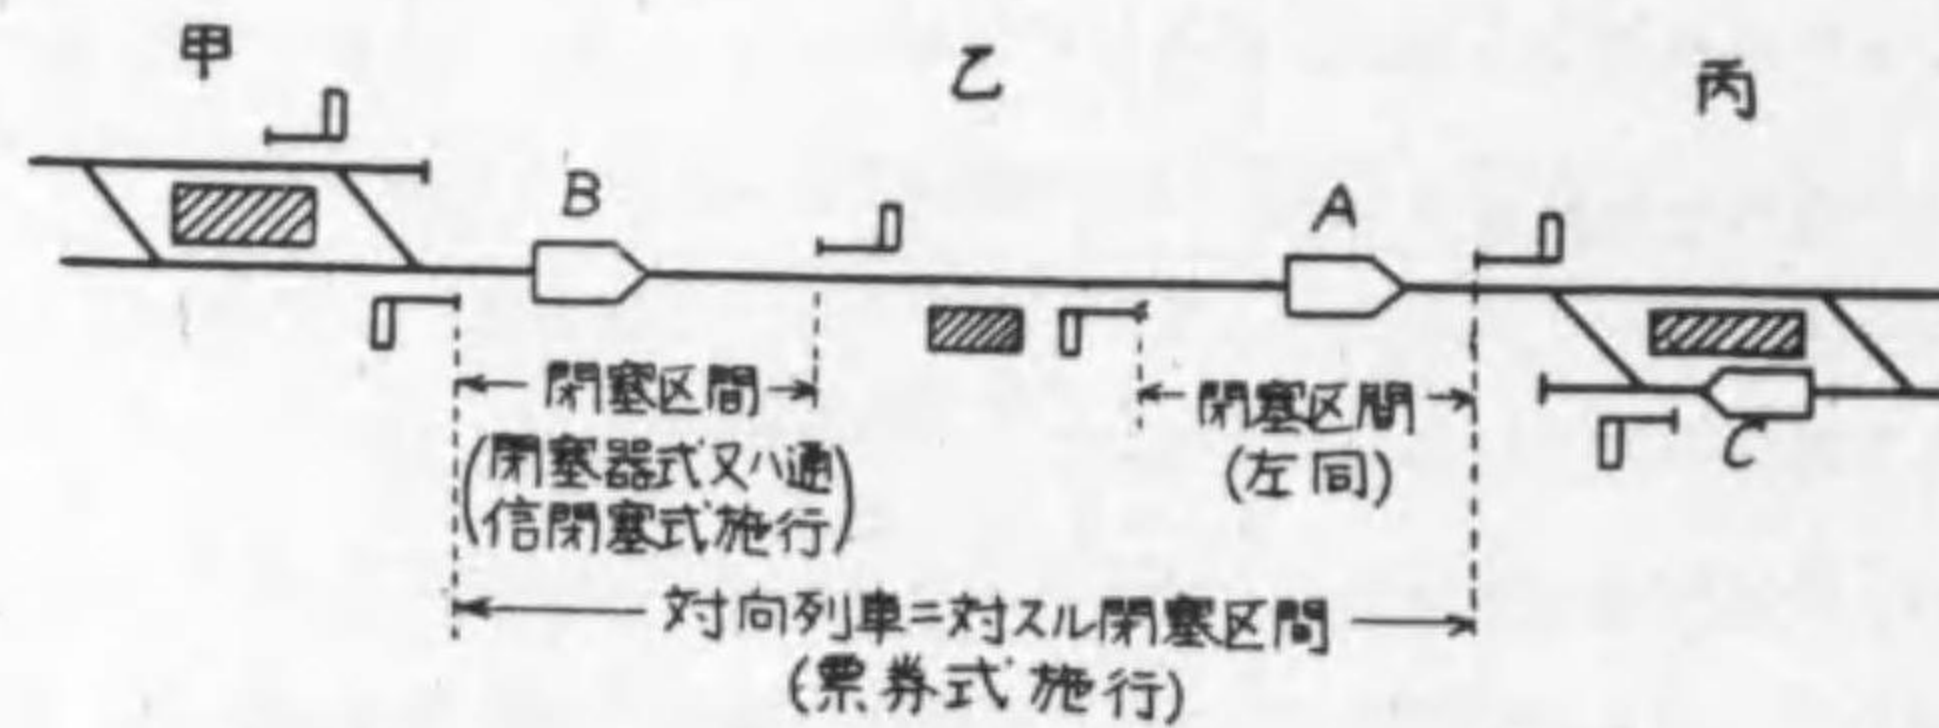 甲
乙
丙
B
A
C
閉塞区間
(閉塞器式又ハ通
信閉塞式施行)
閉塞区間
(左同)
対向列車ニ対スル閉塞区間
(票券式施行)